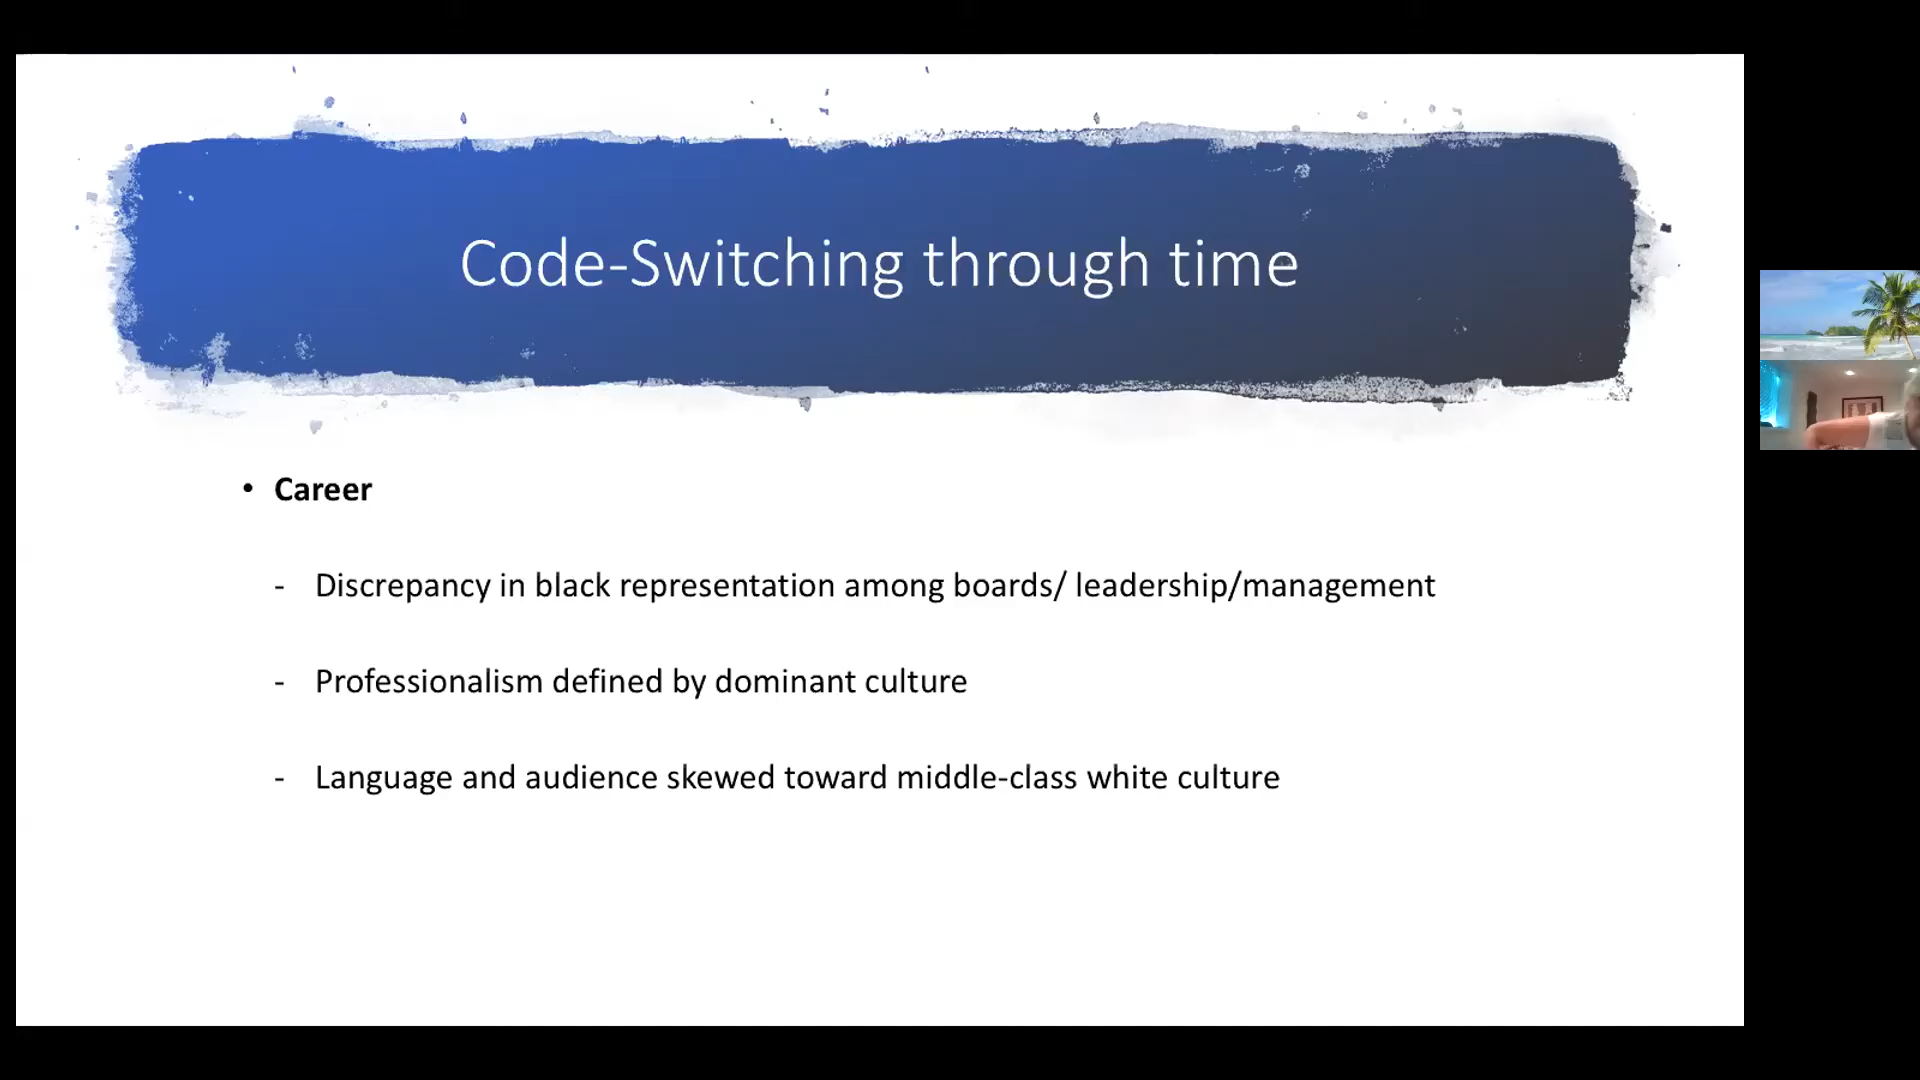 Code-Switching through time
• Career
- Discrepancy in black representation among boards/ leadership/management
- Professionalism defined by dominant culture
- Language and audience skewed toward middle-class white culture